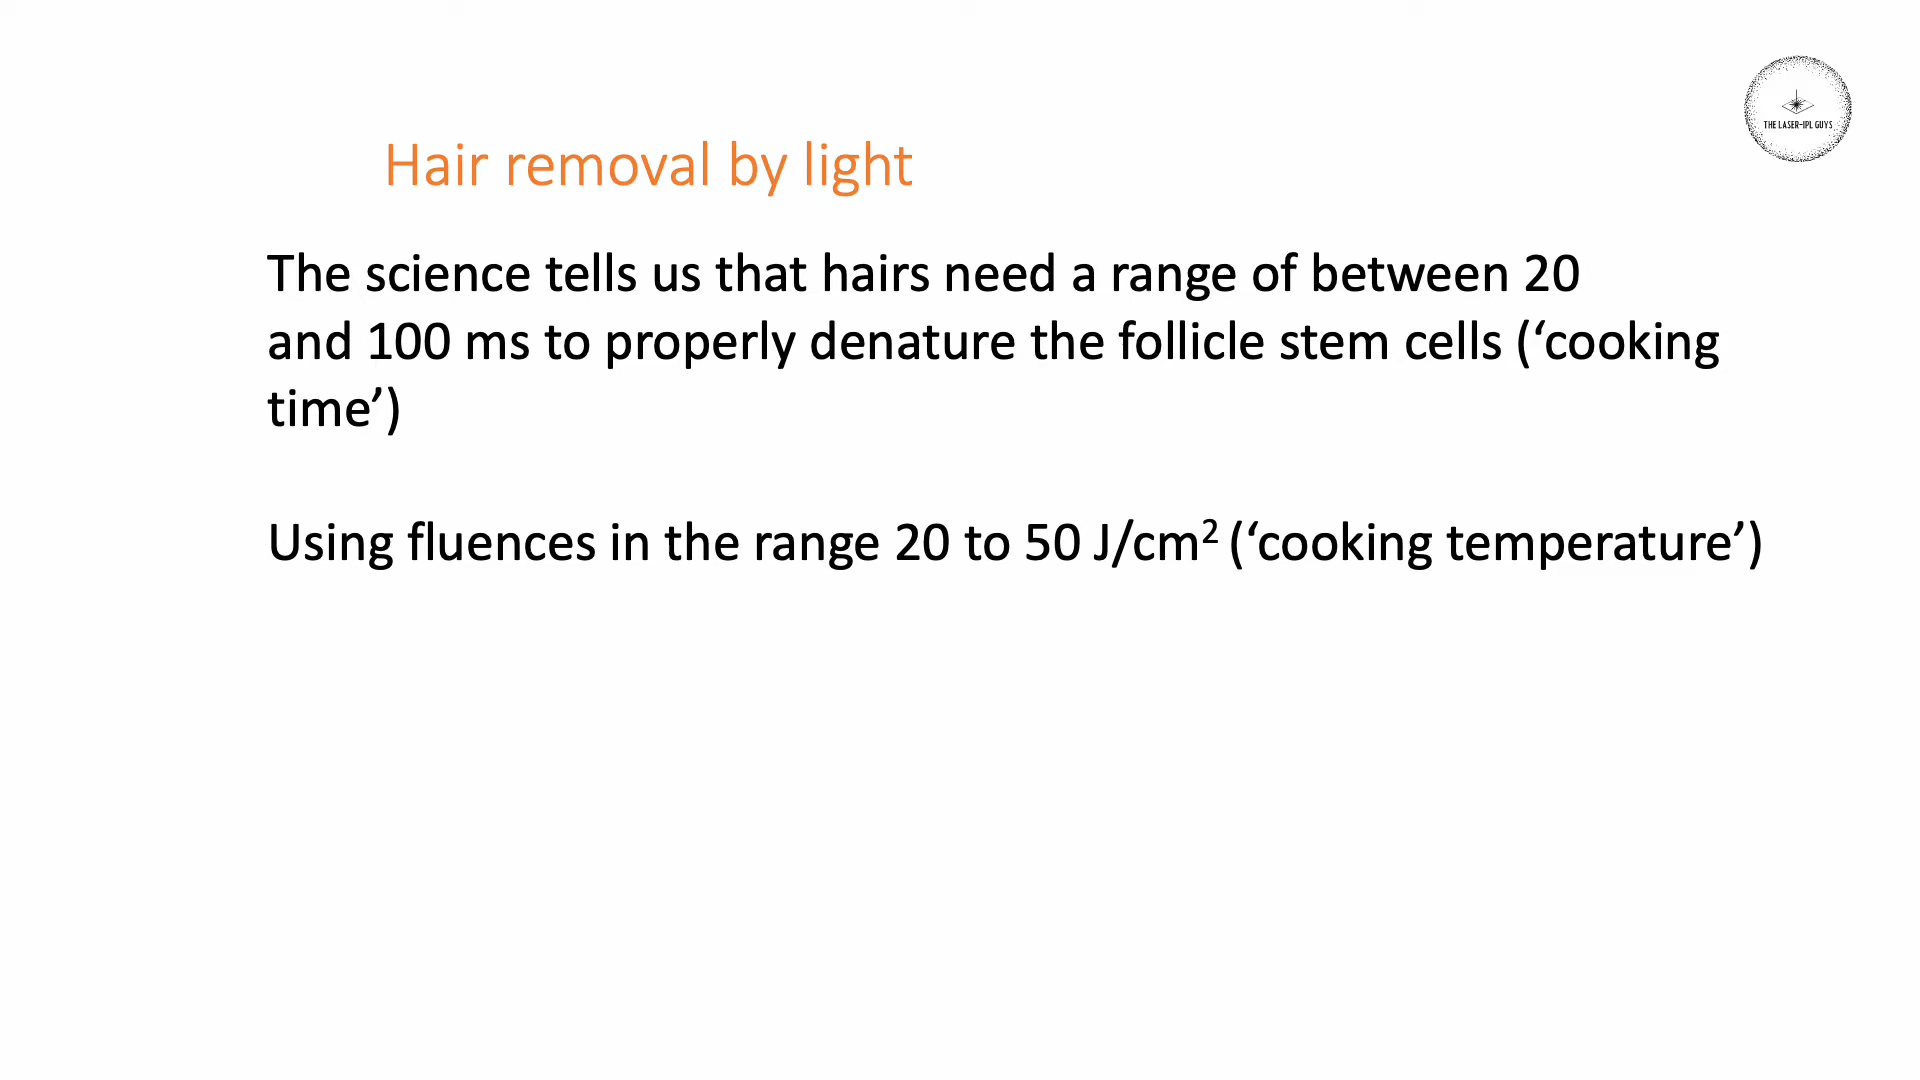 THE LASER-IPL GUYS
Hair removal by light
The science tells us that hairs need a range of between 20
and 100 ms to properly denature the follicle stem cells (‘cooking
time’)
Using fluences in the range 20 to 50 J/cm² (‘cooking temperature’)